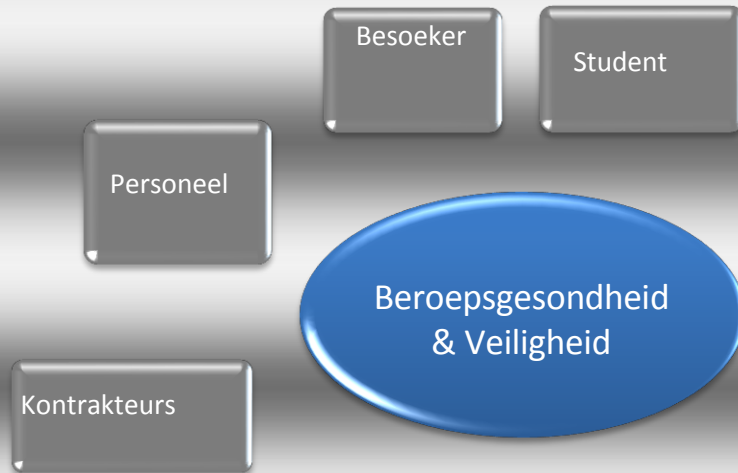 Besoeker
Student
Personeel
Beroepsgesondheid
& Veiligheid
Kontrakteurs